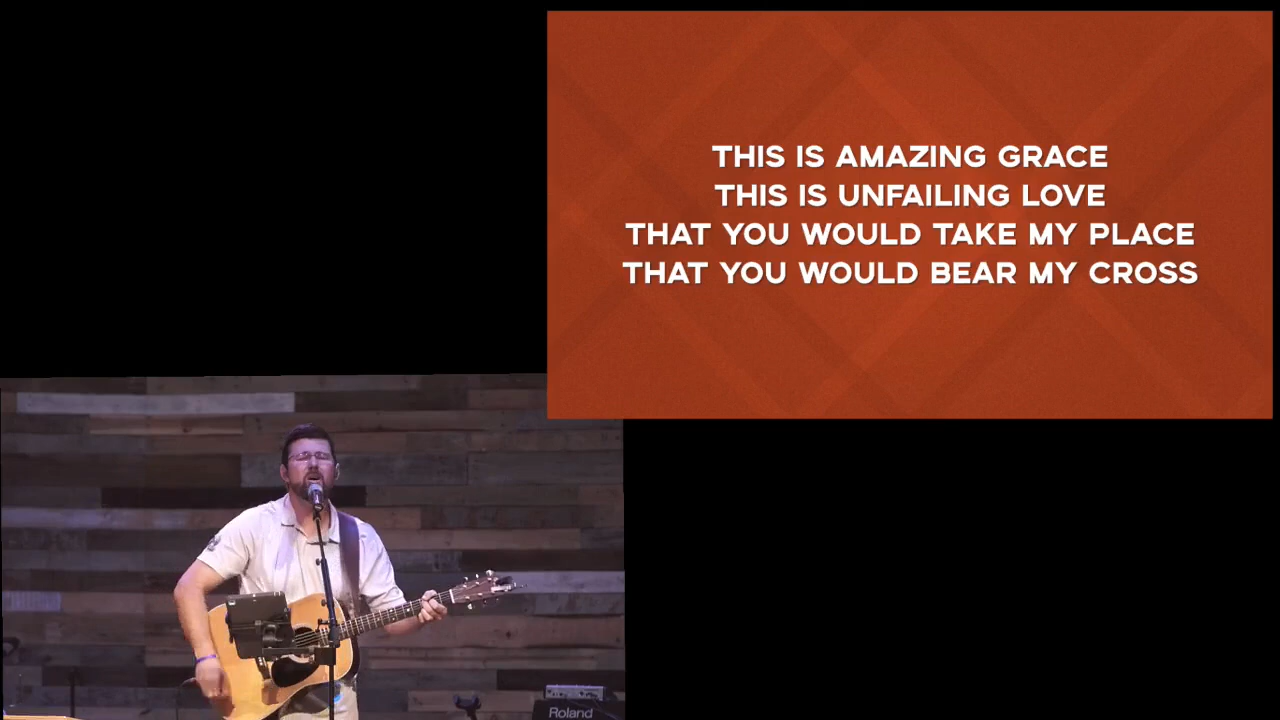 THIS IS AMAZING GRACE
THIS IS UNFAILING LOVE
THAT YOU WOULD TAKE MY PLACE
THAT YOU WOULD BEAR MY CROSS
Roland